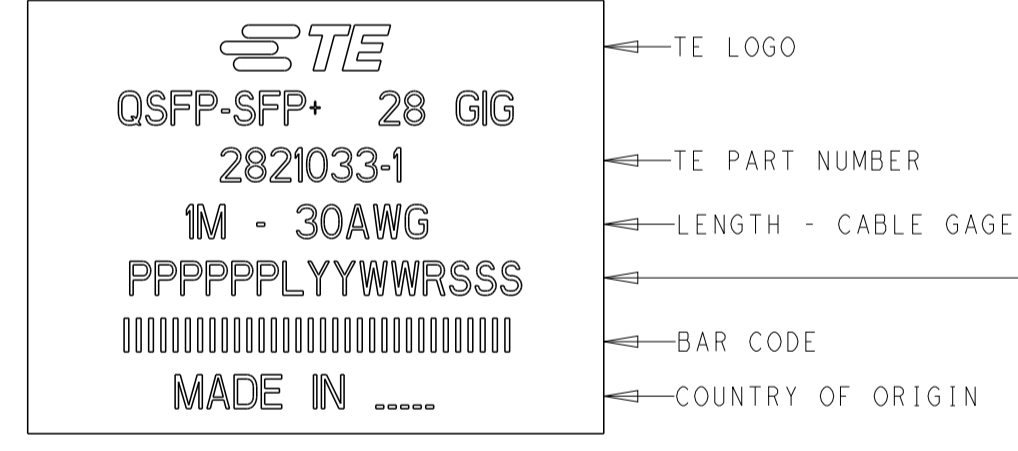 TE
TE LOGO
QSFP-SFP+ 28 GIG
2821033-1
TE PART NUMBER
1M - 30AWG
LENGTH - CABLE GAGE
PPPPPPLYYWWRSSS
BAR CODE
MADE IN _____
COUNTRY OF ORIGIN